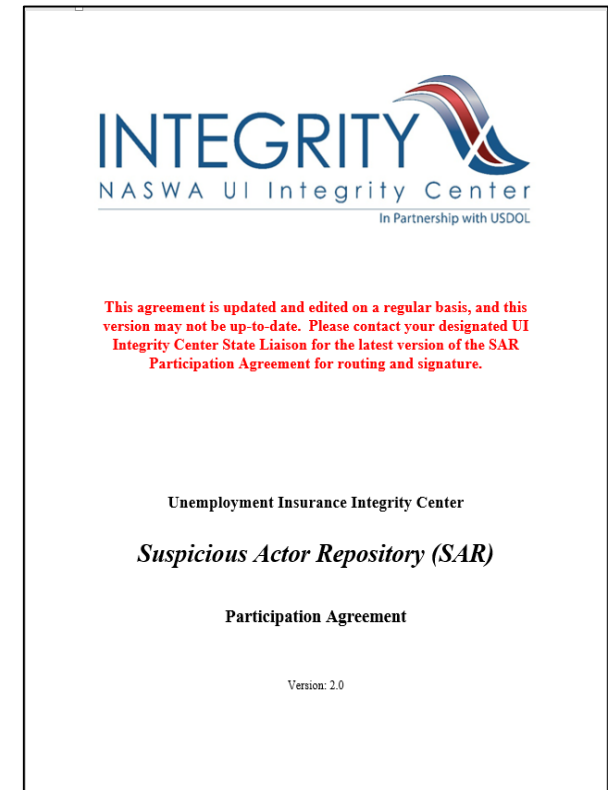 INTEGRITY
NASWA UI Integrity Center
In Partnership with USDOL
This agreement is updated and edited on a regular basis, and this
version may not be up-to-date. Please contact your designated UI
Integrity Center State Liaison for the latest version of the SAR
Participation Agreement for routing and signature.
Unemployment Insurance Integrity Center
Suspicious Actor Repository (SAR)
Participation Agreement
Version: 2.0